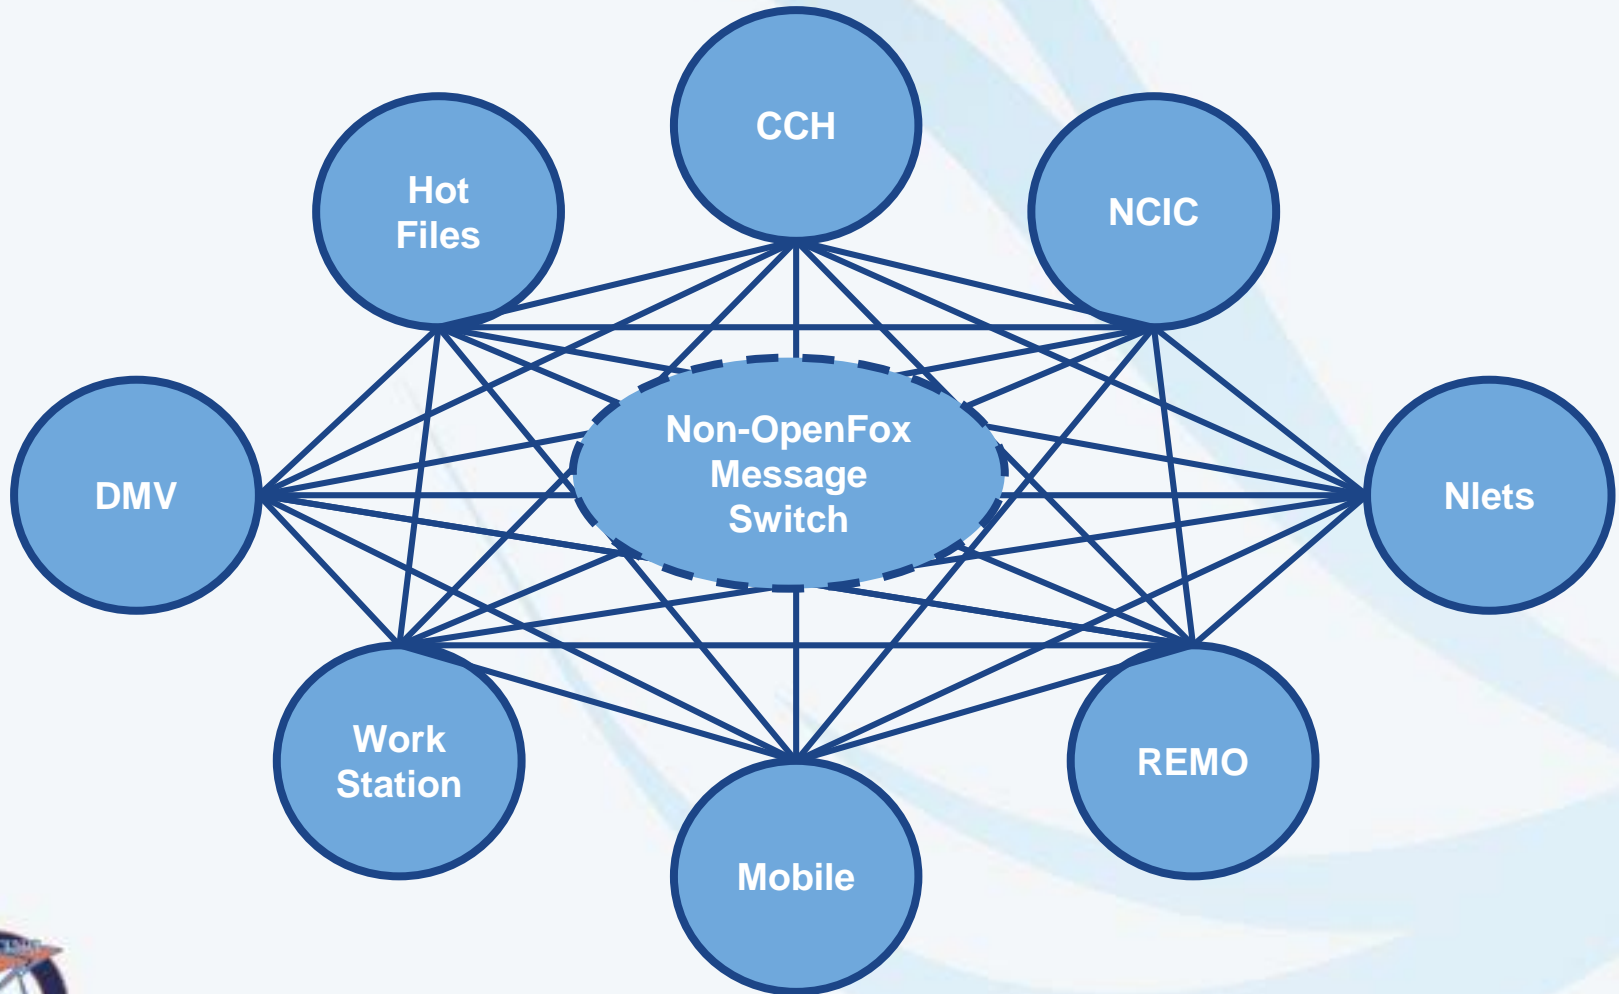 CCH
Hot
Files
NCIC
Non-OpenFox
Message
Switch
DMV
Nlets
Work
Station
REMO
Mobile